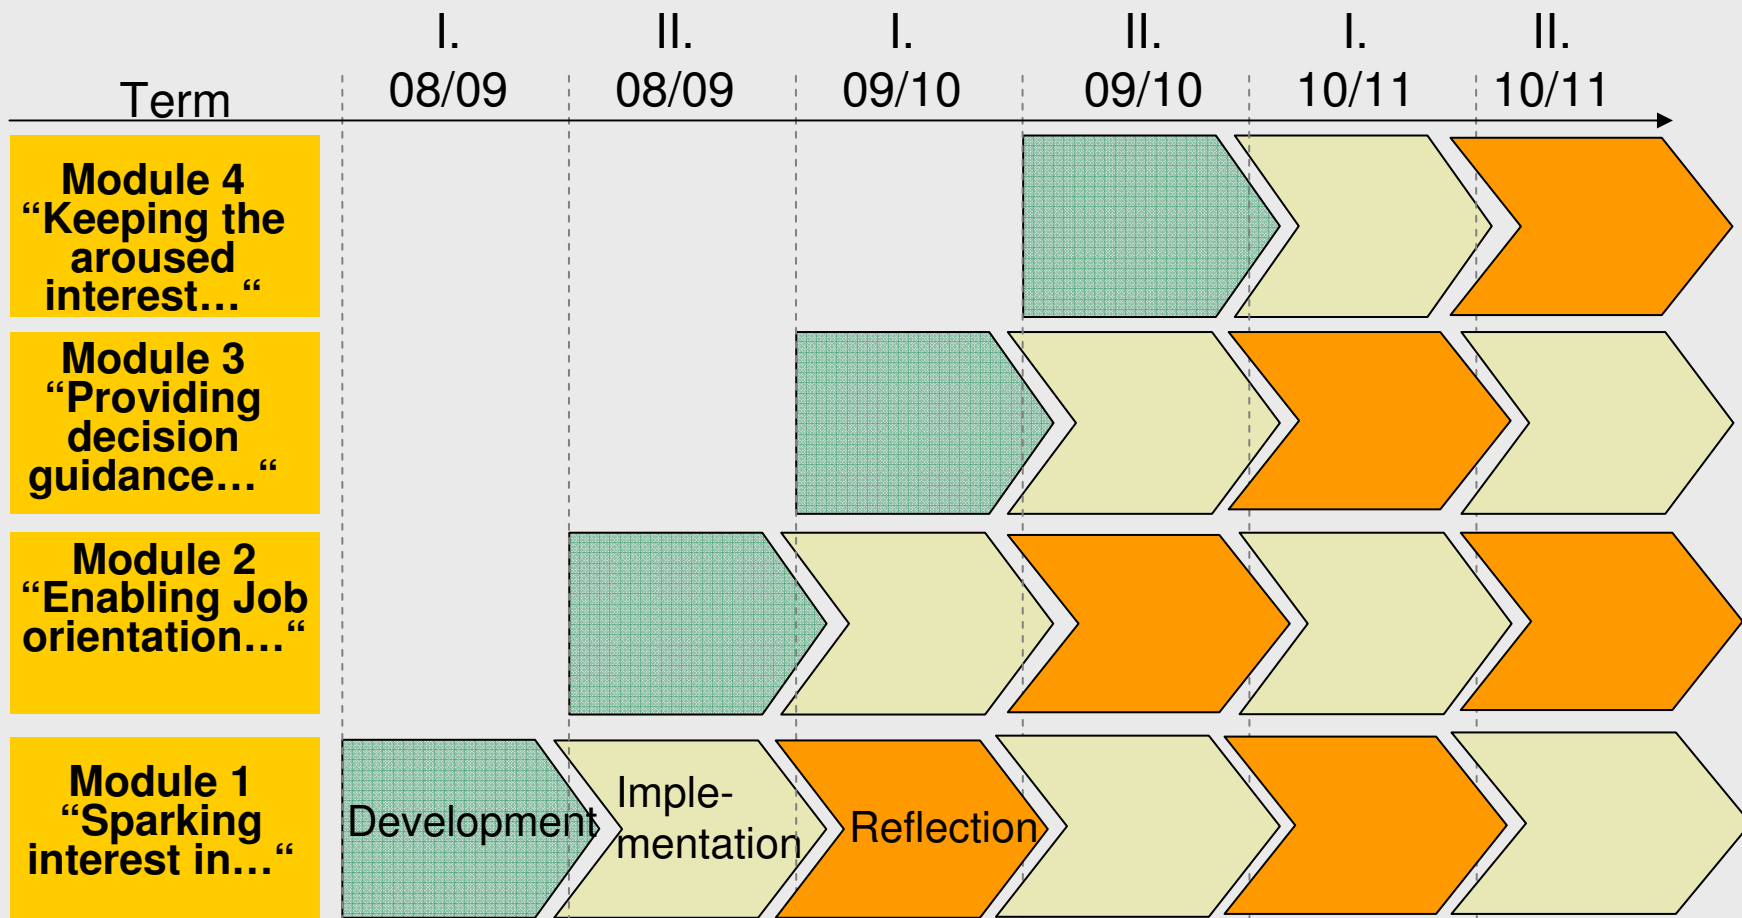 I. II. I. II. I. II.
Term 08/09 08/09 09/10 09/10 10/11 10/11
Module 4
“Keeping the
aroused
interest…“
Module 3
“Providing
decision
guidance…“
Module 2
“Enabling Job
orientation…“
Module 1
“Sparking
interest in…“
Development
Imple-
mentation
Reflection